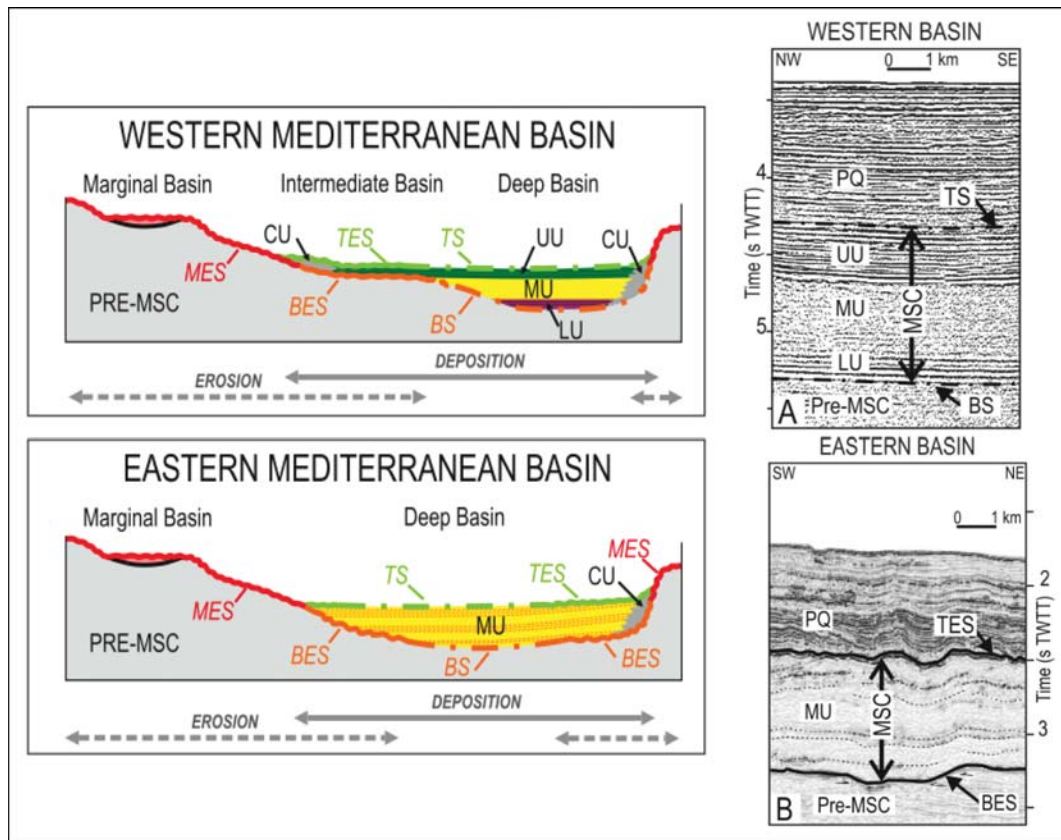 WESTERN MEDITERRANEAN BASIN
Marginal Basin
Intermediate Basin
Deep Basin
CU
TES
TS
UU
CU
MES
PRE-MSC
BES
BS
MU
LU
DEPOSITION
EROSION
EASTERN MEDITERRANEAN BASIN
Marginal Basin
Deep Basin
MES
TS
TES
CU
MES
MU
PRE-MSC
BES
BS
BES
DEPOSITION
EROSION
WESTERN BASIN
NW 0 1 km SE
4
PQ
TS
Time (s TWTT)
UU
MSC
MU
5
LU
A
Pre-MSC
BS
EASTERN BASIN
SW NE
0 1 km
2
PQ
TES
Time (s TWTT)
MSC
MU
3
B
Pre-MSC
BES